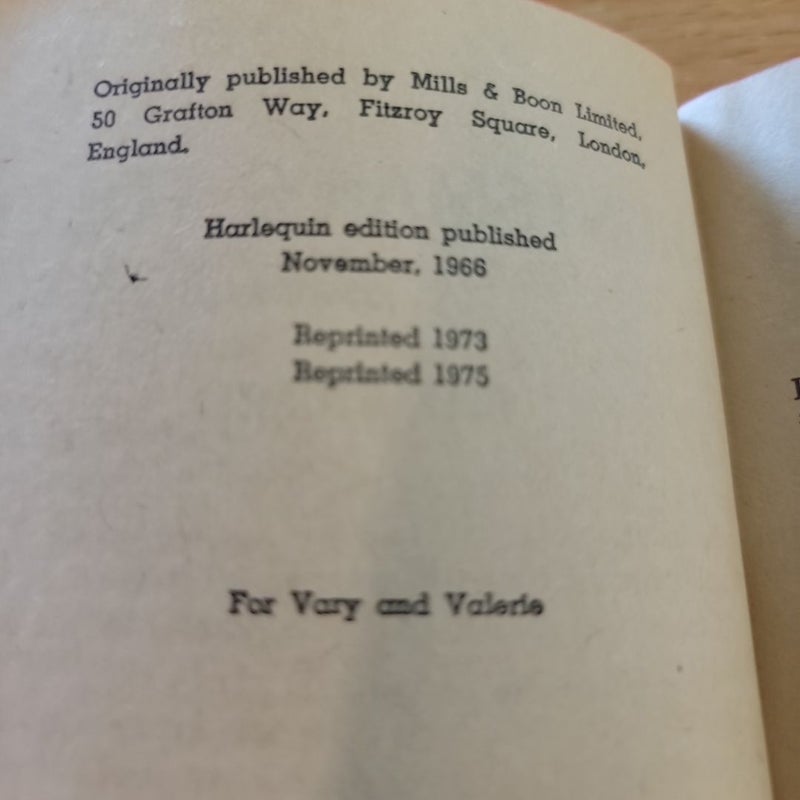 Originally published by Mills & Boon Limited,
50 Grafton Way, Fitzroy Square, London,
England.
Harlequin edition published
November, 1966
Reprinted 1973
Reprinted 1975
For Vary and Valerie